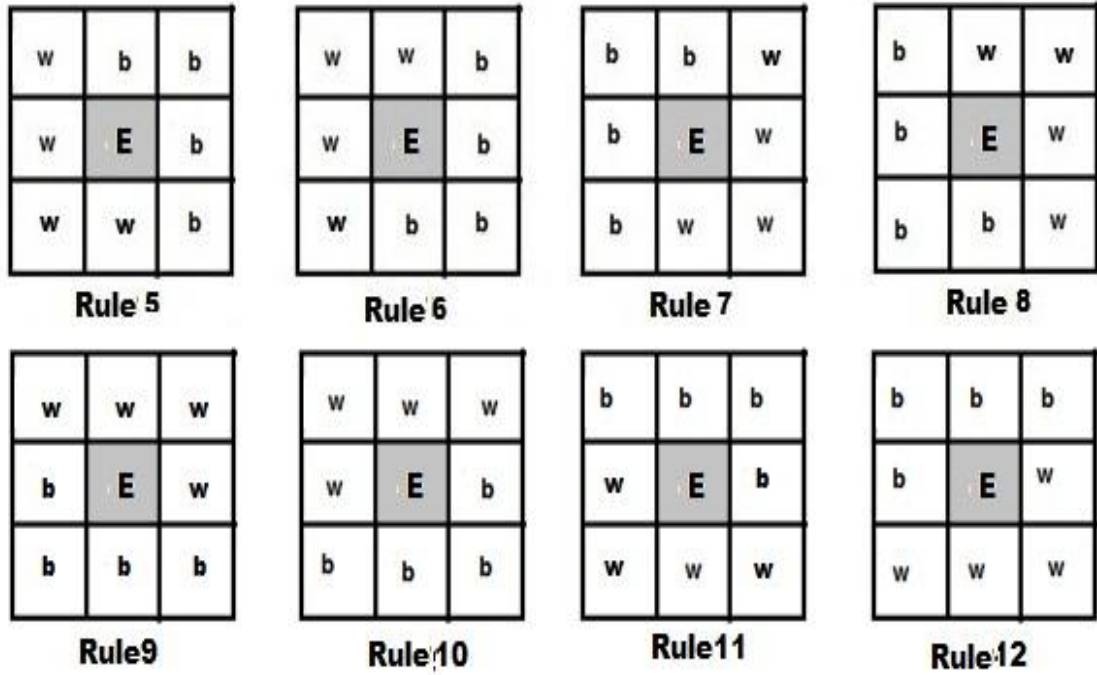 w b b w w b b b w b w w
w E b w E b b E w b E w
w w b w b b b w w b b w
Rule 5 Rule 6 Rule 7 Rule 8
w w w w w w b b b b b b
b E w w E b w E b b E w
b b b b b b w w w w w w
Rule9 Rule10 Rule11 Rule12